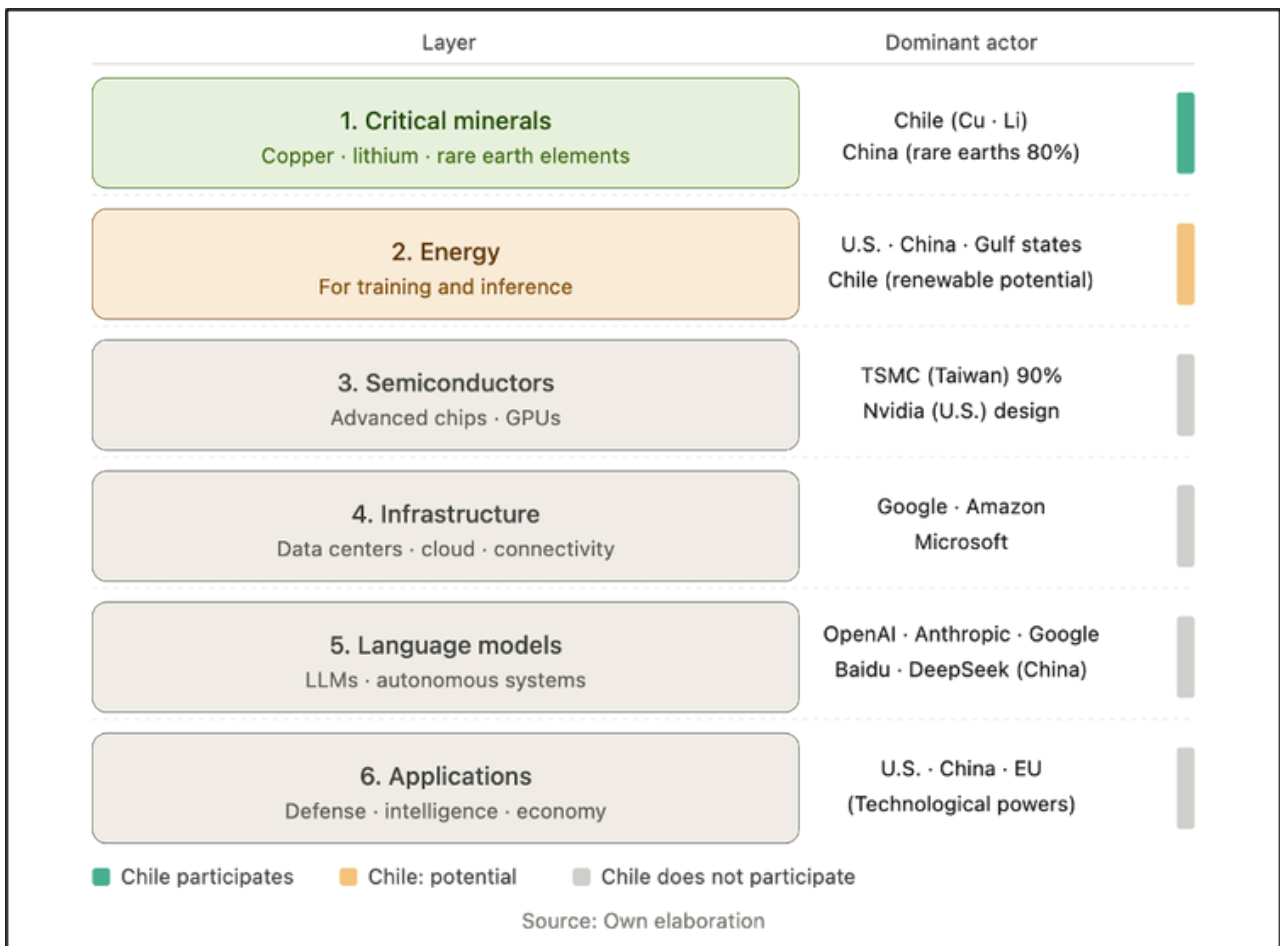 Layer
Dominant actor
1. Critical minerals
Copper · lithium · rare earth elements
Chile (Cu · Li)
China (rare earths 80%)
2. Energy
For training and inference
U.S. · China · Gulf states
Chile (renewable potential)
3. Semiconductors
Advanced chips · GPUs
TSMC (Taiwan) 90%
Nvidia (U.S.) design
4. Infrastructure
Data centers · cloud · connectivity
Google · Amazon
Microsoft
5. Language models
LLMs · autonomous systems
OpenAI · Anthropic · Google
Baidu · DeepSeek (China)
6. Applications
Defense · intelligence · economy
U.S. · China · EU
(Technological powers)
Chile participates
Chile: potential
Chile does not participate
Source: Own elaboration